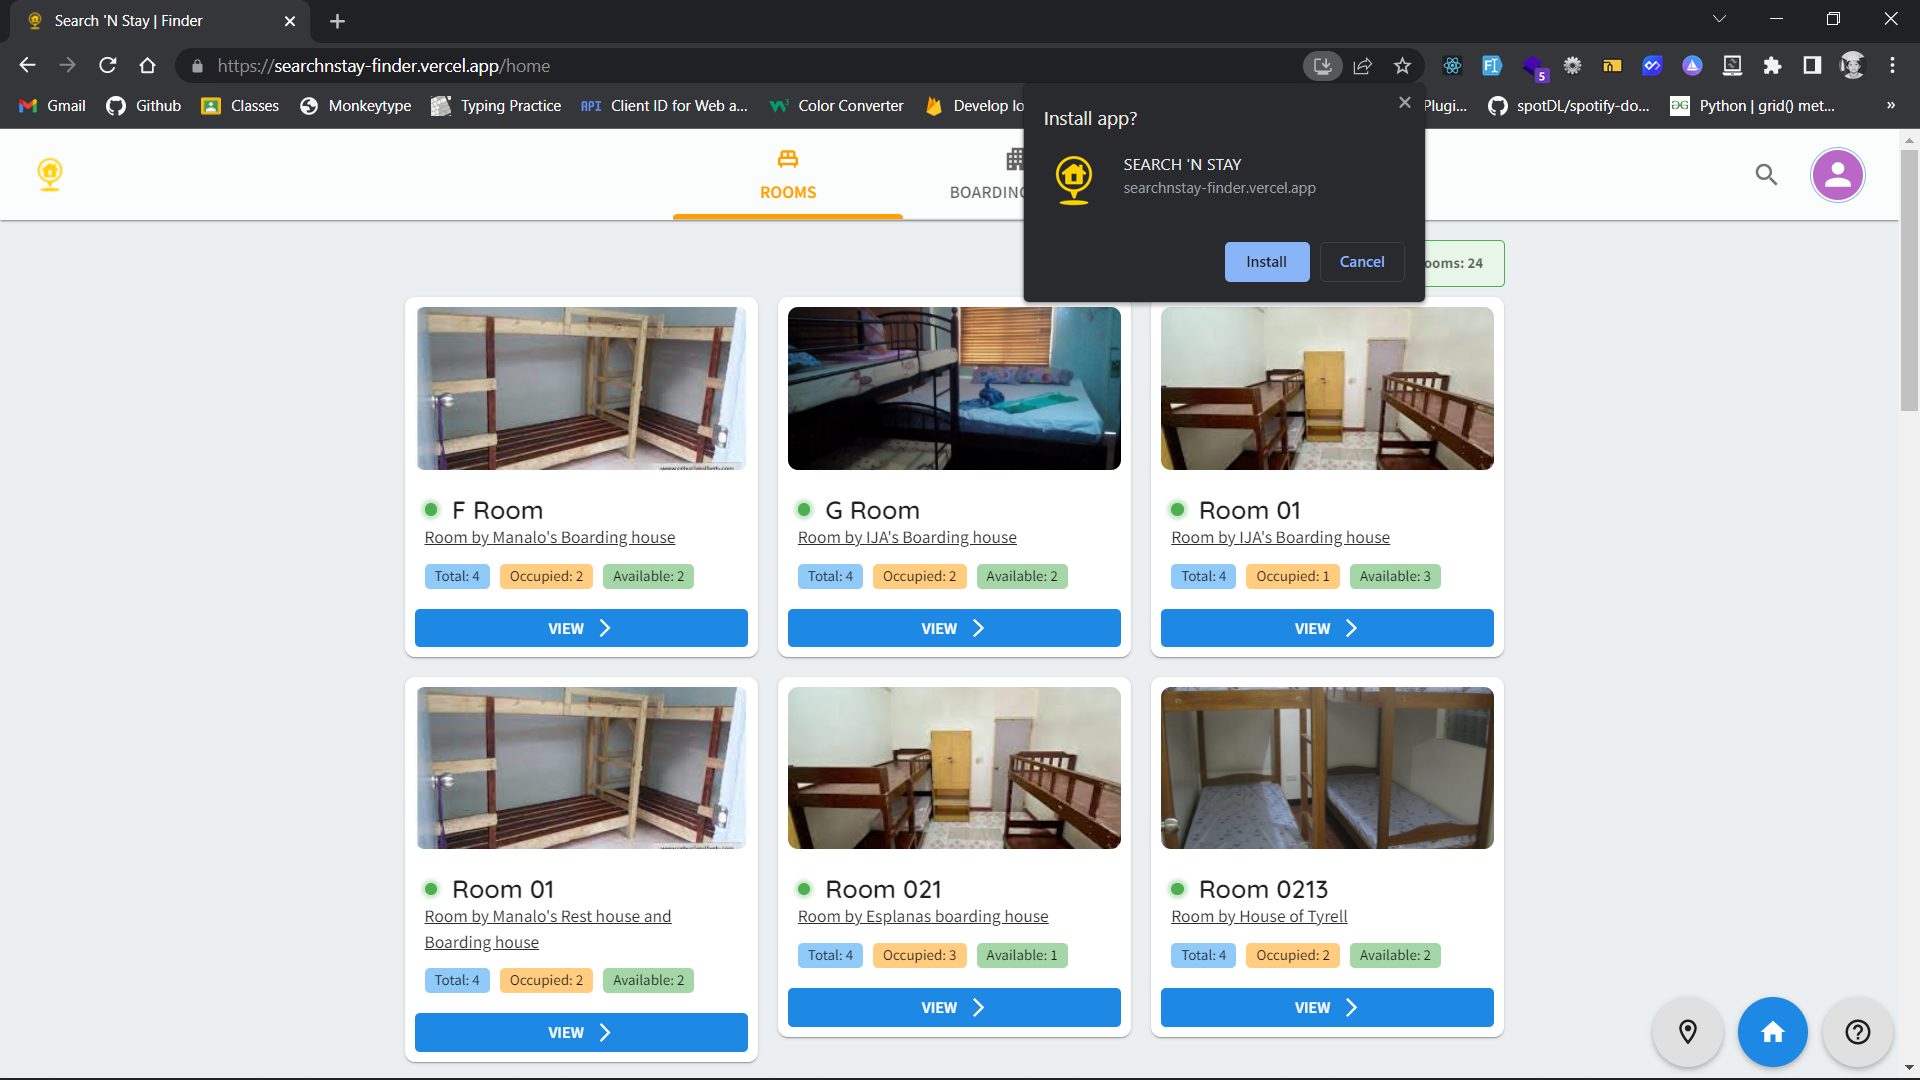 Search 'N Stay | Finder
https://searchnstay-finder.vercel.app/home
5
Gmail
Github
Classes
Monkeytype
Typing Practice
API
Client ID for Web a...
Color Converter
Develop lo
Plugi...
spotDL/spotify-do...
Python | grid() met...
»
Install app?
SEARCH 'N STAY
searchnstay-finder.vercel.app
Install
Cancel
ROOMS
BOARDING
ooms: 24
F Room
Room by Manalo's Boarding house
Total: 4 Occupied: 2 Available: 2
VIEW
G Room
Room by IJA's Boarding house
Total: 4 Occupied: 2 Available: 2
VIEW
Room 01
Room by IJA's Boarding house
Total: 4 Occupied: 1 Available: 3
VIEW
Room 01
Room by Manalo's Rest house and
Boarding house
Total: 4 Occupied: 2 Available: 2
VIEW
Room 021
Room by Esplanas boarding house
Total: 4 Occupied: 3 Available: 1
VIEW
Room 0213
Room by House of Tyrell
Total: 4 Occupied: 2 Available: 2
VIEW